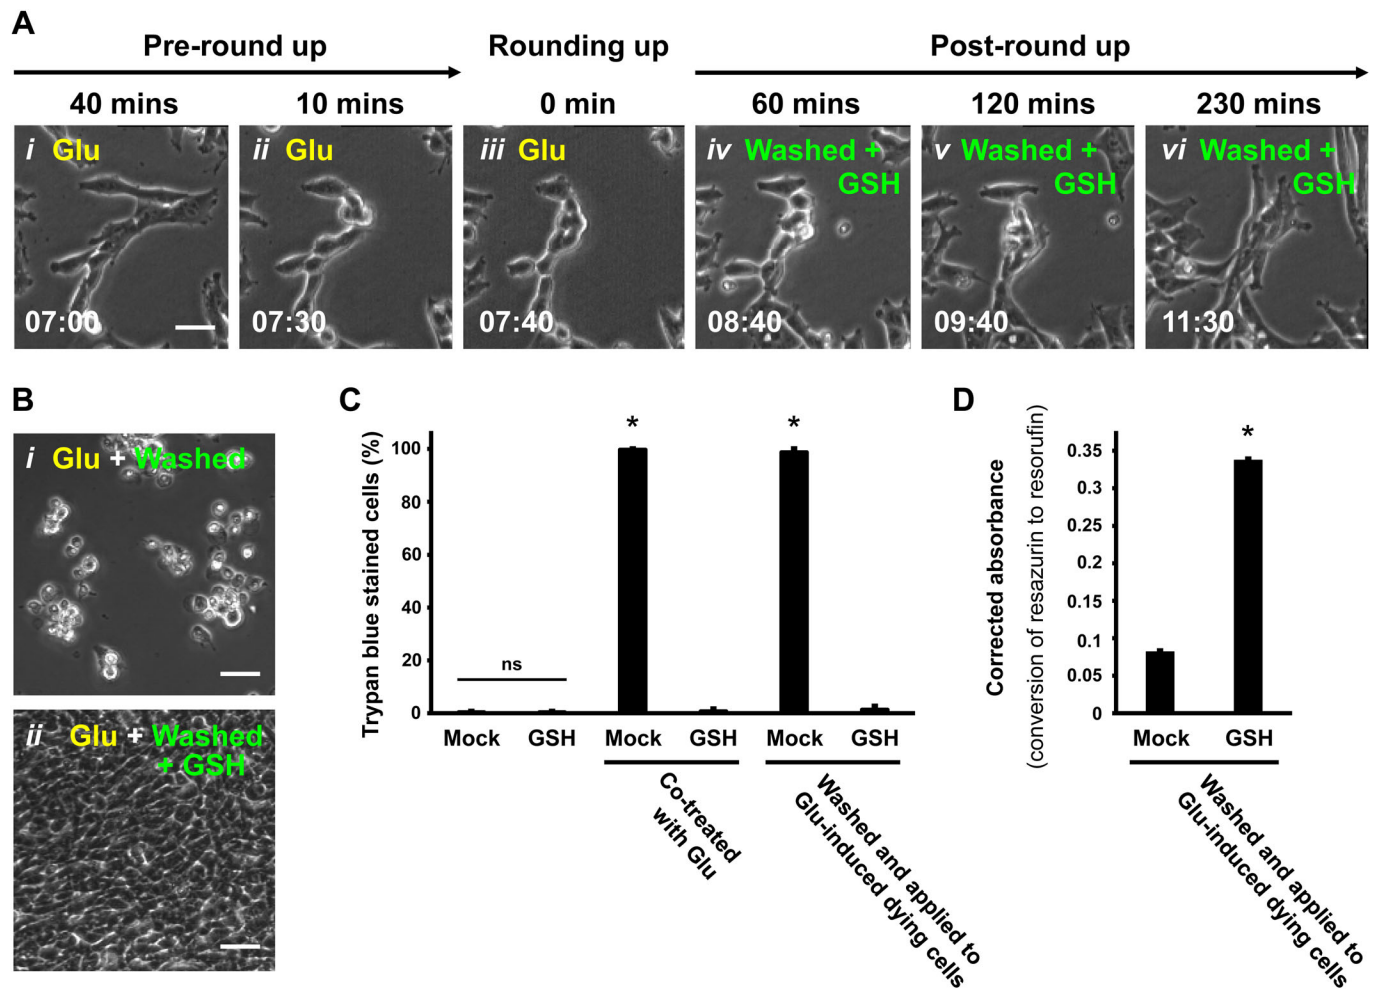 A
Pre-round up
Rounding up
Post-round up
40 mins
10 mins
0 min
60 mins
120 mins
230 mins
i Glu
ii Glu
iii Glu
iv Washed +
GSH
v Washed +
GSH
vi Washed +
GSH
07:00
07:30
07:40
08:40
09:40
11:30
B
i Glu + Washed
ii Glu + Washed
+ GSH
C
Trypan blue stained cells (%)
100
80
60
40
20
0
ns
*
*
Mock
GSH
Mock
GSH
Mock
GSH
Co-treated
with Glu
Washed and applied to
Glu-induced dying cells
D
Corrected absorbance
(conversion of resazurin to resorufin)
0.35
0.3
0.25
0.2
0.15
0.1
0.05
0
*
Mock
GSH
Washed and applied to
Glu-induced dying cells